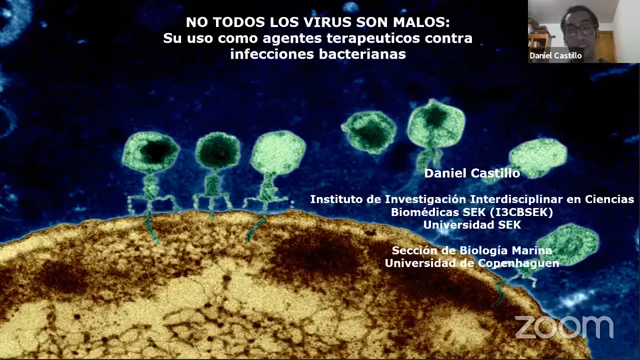 NO TODOS LOS VIRUS SON MALOS:
Su uso como agentes terapeuticos contra
infecciones bacterianas
Daniel Castillo
Daniel Castillo
Instituto de Investigación Interdisciplinar en Ciencias
Biomédicas SEK (I3CBSEK)
Universidad SEK
Sección de Biología Marina
Universidad de Copenhaguen
zoom